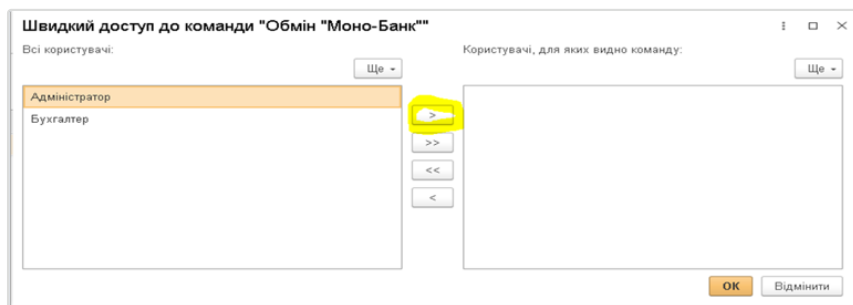 Швидкий доступ до команди "Обмін "Моно-Банк""
Всі користувачі:
Користувачі, для яких видно команду:
Ще
Ще
Адміністратор
Бухгалтер
>
>>
<<
<
ОК
Відмінити